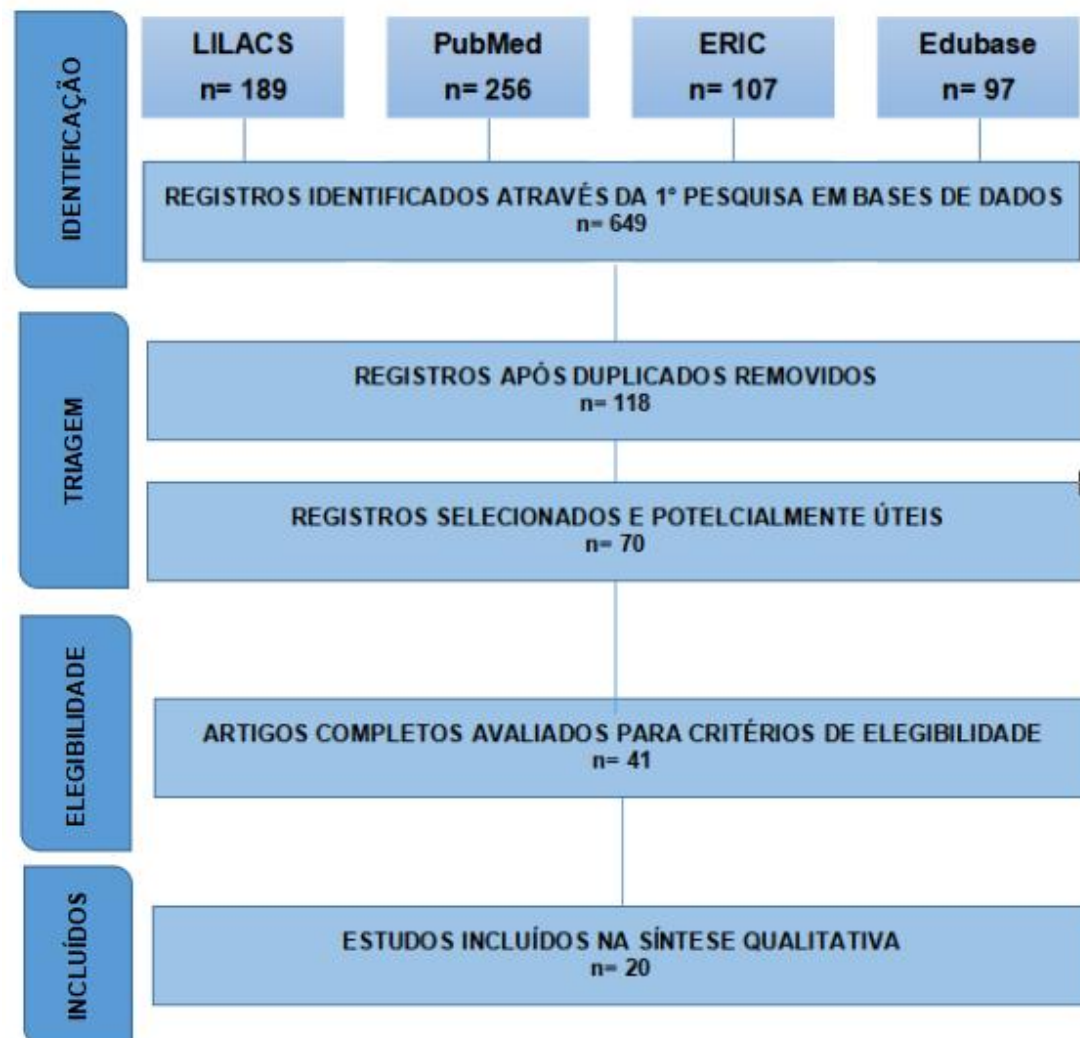 IDENTIFICAÇÃO
LILACS
n= 189
PubMed
n= 256
ERIC
n= 107
Edubase
n= 97
REGISTROS IDENTIFICADOS ATRAVÉS DA 1° PESQUISA EM BASES DE DADOS
n= 649
TRIAGEM
REGISTROS APÓS DUPLICADOS REMOVIDOS
n= 118
REGISTROS SELECIONADOS E POTELCIALMENTE ÚTEIS
n= 70
ELEGIBILIDADE
ARTIGOS COMPLETOS AVALIADOS PARA CRITÉRIOS DE ELEGIBILIDADE
n= 41
INCLUÍDOS
ESTUDOS INCLUÍDOS NA SÍNTESE QUALITATIVA
n= 20